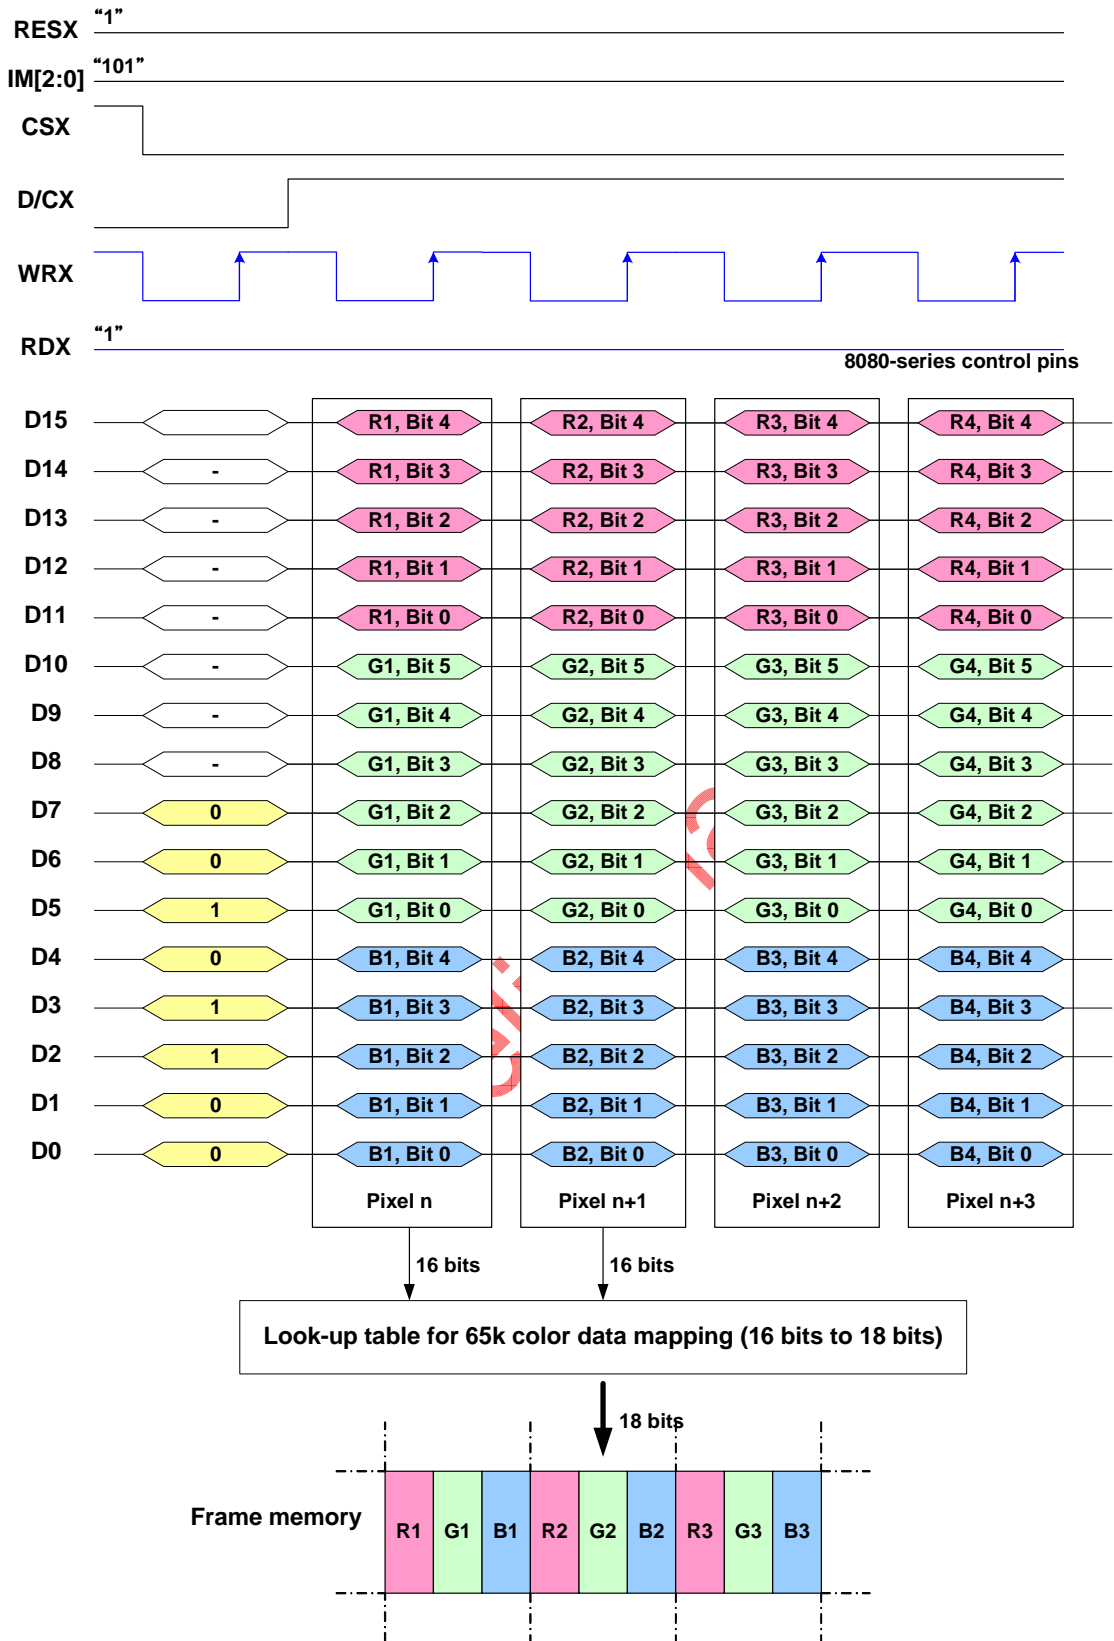 RESX "1"
IM[2:0] "101"
CSX
D/CX
WRX
RDX "1"
8080-series control pins
D15 R1, Bit 4 R2, Bit 4 R3, Bit 4 R4, Bit 4
D14 - R1, Bit 3 R2, Bit 3 R3, Bit 3 R4, Bit 3
D13 - R1, Bit 2 R2, Bit 2 R3, Bit 2 R4, Bit 2
D12 - R1, Bit 1 R2, Bit 1 R3, Bit 1 R4, Bit 1
D11 - R1, Bit 0 R2, Bit 0 R3, Bit 0 R4, Bit 0
D10 - G1, Bit 5 G2, Bit 5 G3, Bit 5 G4, Bit 5
D9 - G1, Bit 4 G2, Bit 4 G3, Bit 4 G4, Bit 4
D8 - G1, Bit 3 G2, Bit 3 G3, Bit 3 G4, Bit 3
D7 0 G1, Bit 2 G2, Bit 2 G3, Bit 2 G4, Bit 2
D6 0 G1, Bit 1 G2, Bit 1 G3, Bit 1 G4, Bit 1
D5 1 G1, Bit 0 G2, Bit 0 G3, Bit 0 G4, Bit 0
D4 0 B1, Bit 4 B2, Bit 4 B3, Bit 4 B4, Bit 4
D3 1 B1, Bit 3 B2, Bit 3 B3, Bit 3 B4, Bit 3
D2 1 B1, Bit 2 B2, Bit 2 B3, Bit 2 B4, Bit 2
D1 0 B1, Bit 1 B2, Bit 1 B3, Bit 1 B4, Bit 1
D0 0 B1, Bit 0 B2, Bit 0 B3, Bit 0 B4, Bit 0
Pixel n Pixel n+1 Pixel n+2 Pixel n+3
16 bits 16 bits
Look-up table for 65k color data mapping (16 bits to 18 bits)
18 bits
Frame memory R1 G1 B1 R2 G2 B2 R3 G3 B3